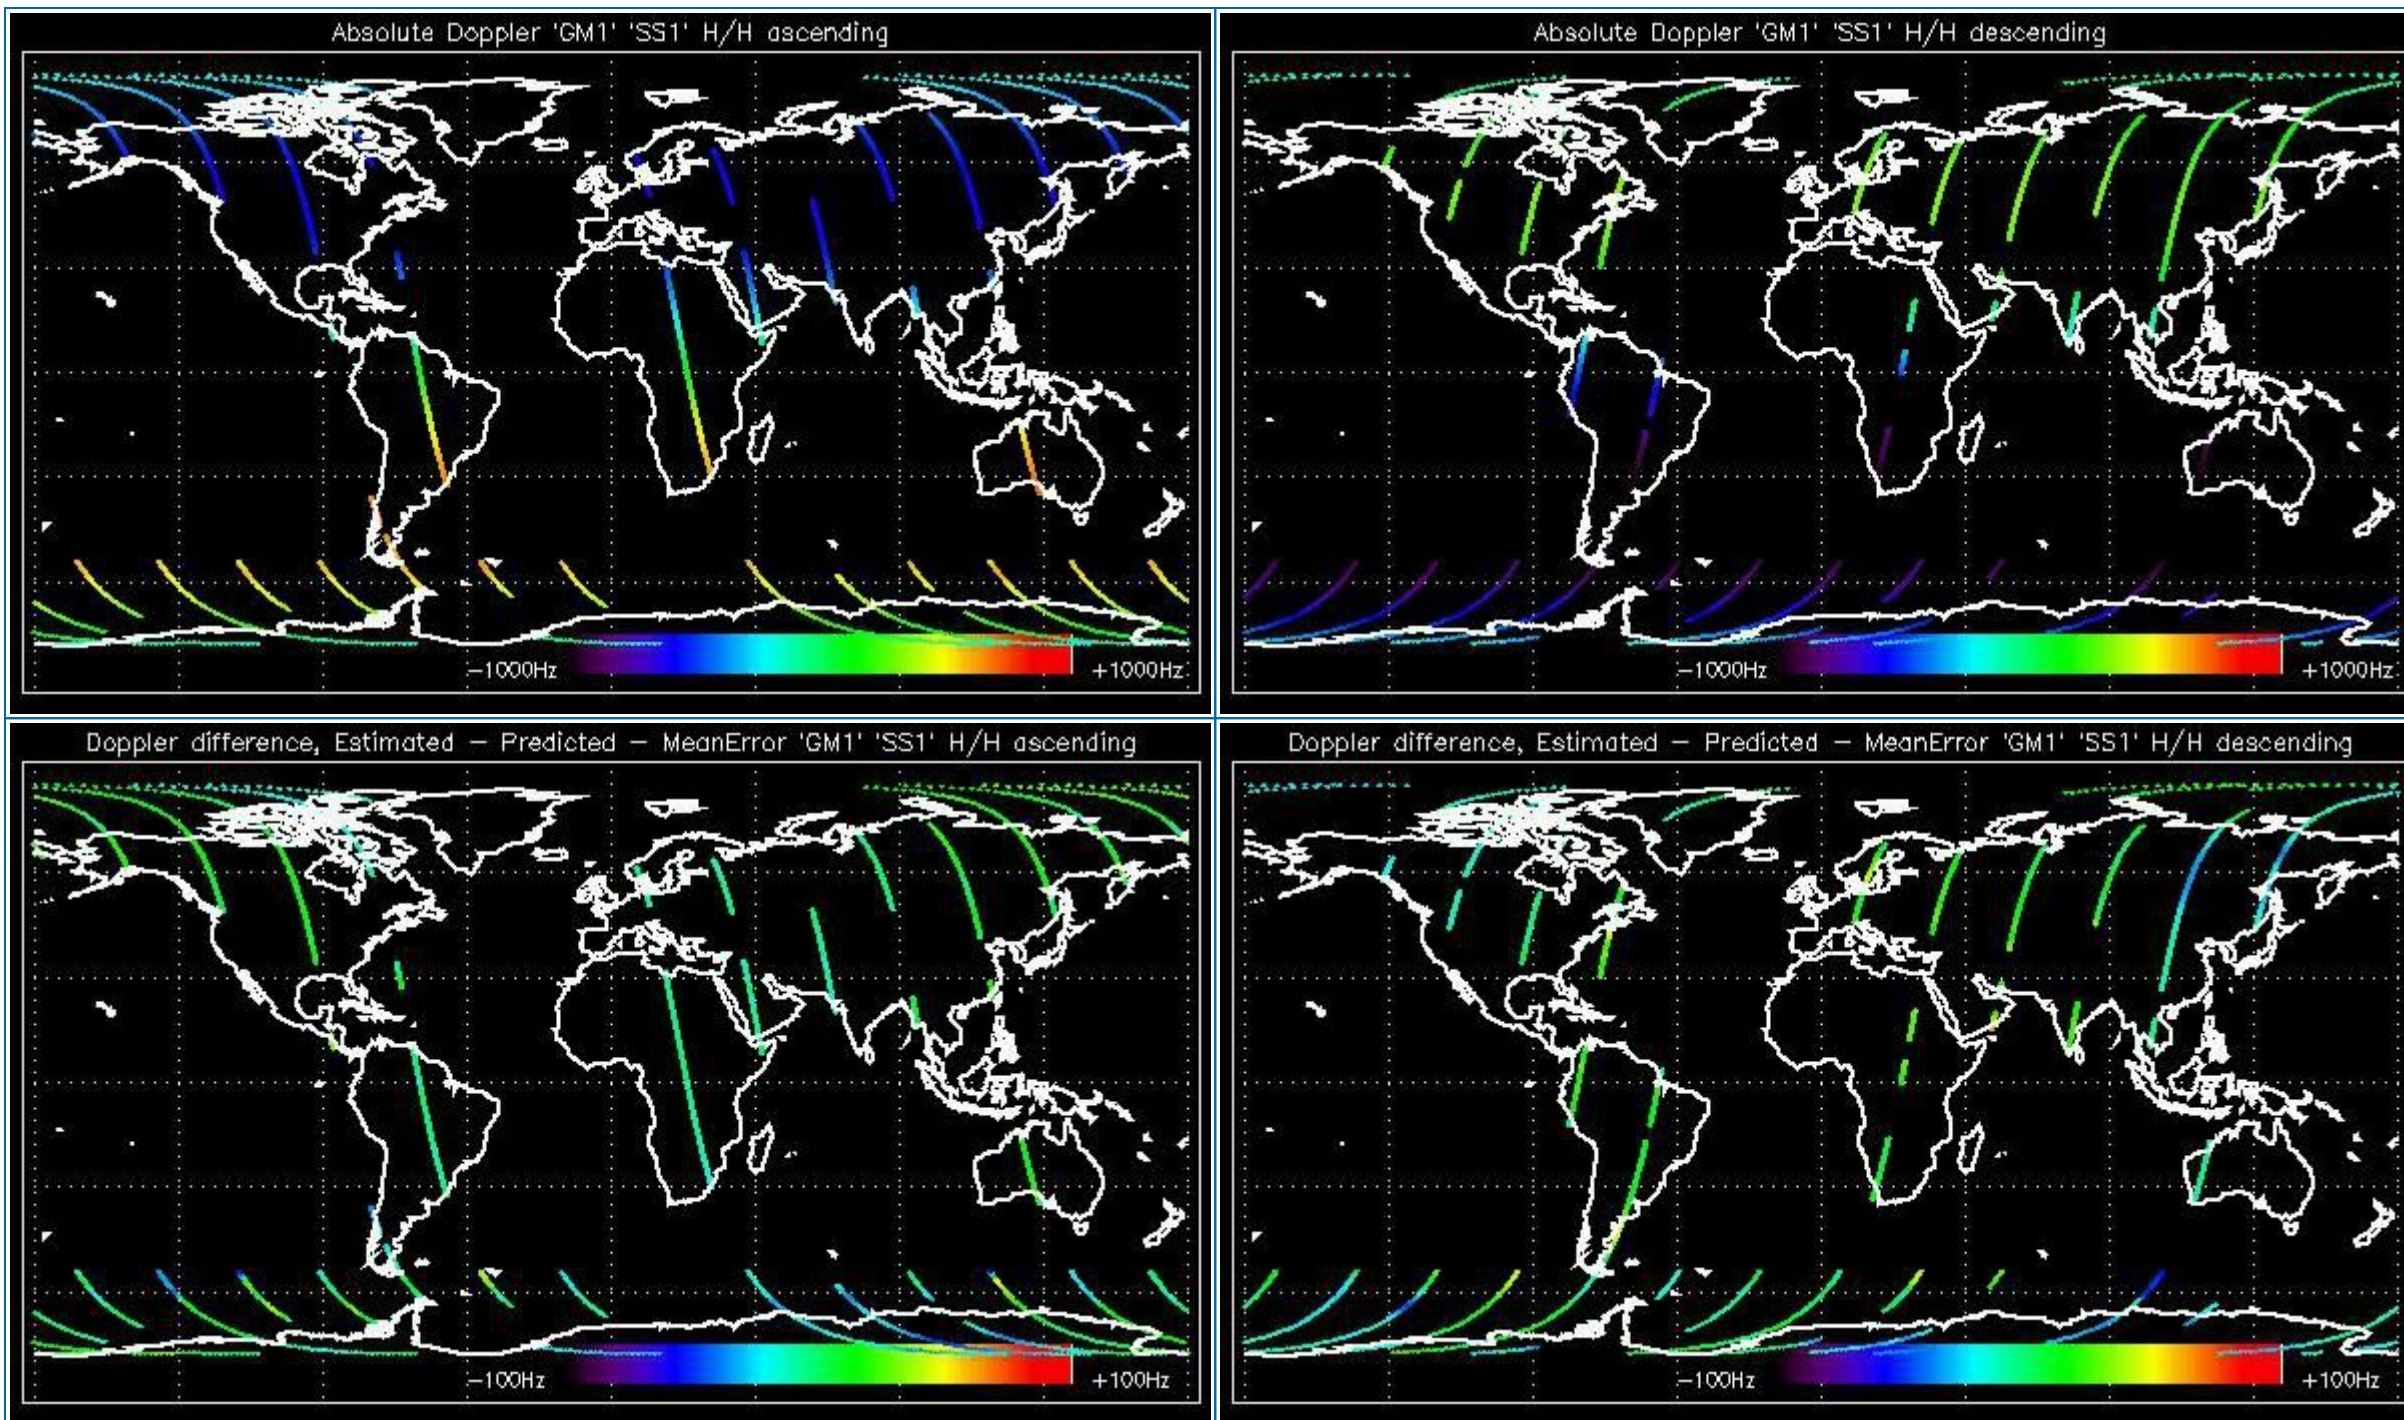 Absolute Doppler 'GM1' 'SS1' H/H ascending
−1000Hz
+1000Hz
Absolute Doppler 'GM1' 'SS1' H/H descending
−1000Hz
+1000Hz
Doppler difference, Estimated − Predicted − MeanError 'GM1' 'SS1' H/H ascending
−100Hz
+100Hz
Doppler difference, Estimated − Predicted − MeanError 'GM1' 'SS1' H/H descending
−100Hz
+100Hz